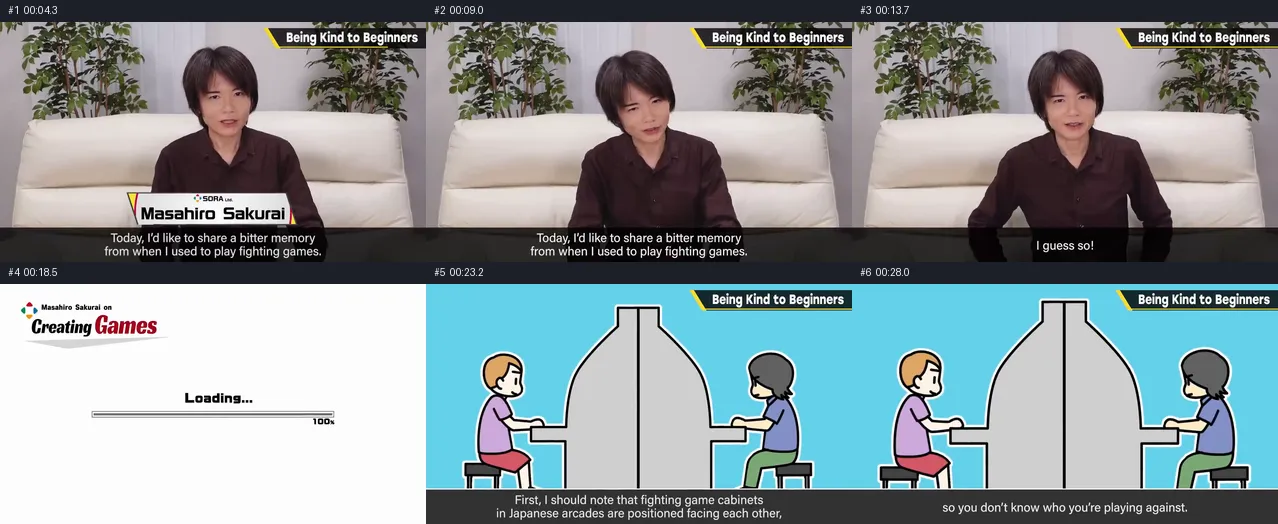 #1 00:04.3
Being Kind to Beginners
SORA Ltd.
Masahiro Sakurai
Today, I'd like to share a bitter memory
from when I used to play fighting games.
#2 00:09.0
Being Kind to Beginners
Today, I'd like to share a bitter memory
from when I used to play fighting games.
#3 00:13.7
Being Kind to Beginners
I guess so!
#4 00:18.5
Masahiro Sakurai on
Creating Games
Loading...
100%
#5 00:23.2
Being Kind to Beginners
First, I should note that fighting game cabinets
in Japanese arcades are positioned facing each other,
#6 00:28.0
Being Kind to Beginners
so you don't know who you're playing against.